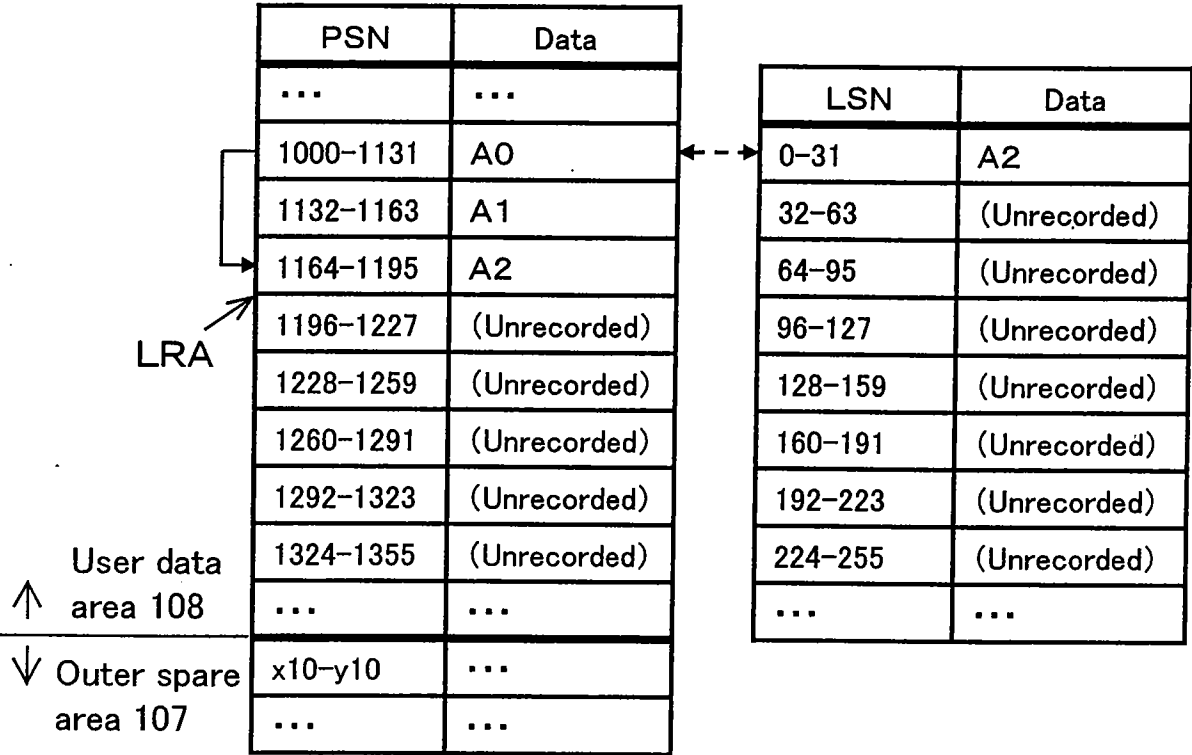 PSN Data
... ...
1000-1131 A0
1132-1163 A1
1164-1195 A2
1196-1227 (Unrecorded)
1228-1259 (Unrecorded)
1260-1291 (Unrecorded)
1292-1323 (Unrecorded)
1324-1355 (Unrecorded)
... ...
x10-y10 ...
... ...
LRA
User data
area 108
Outer spare
area 107
LSN Data
0-31 A2
32-63 (Unrecorded)
64-95 (Unrecorded)
96-127 (Unrecorded)
128-159 (Unrecorded)
160-191 (Unrecorded)
192-223 (Unrecorded)
224-255 (Unrecorded)
... ...